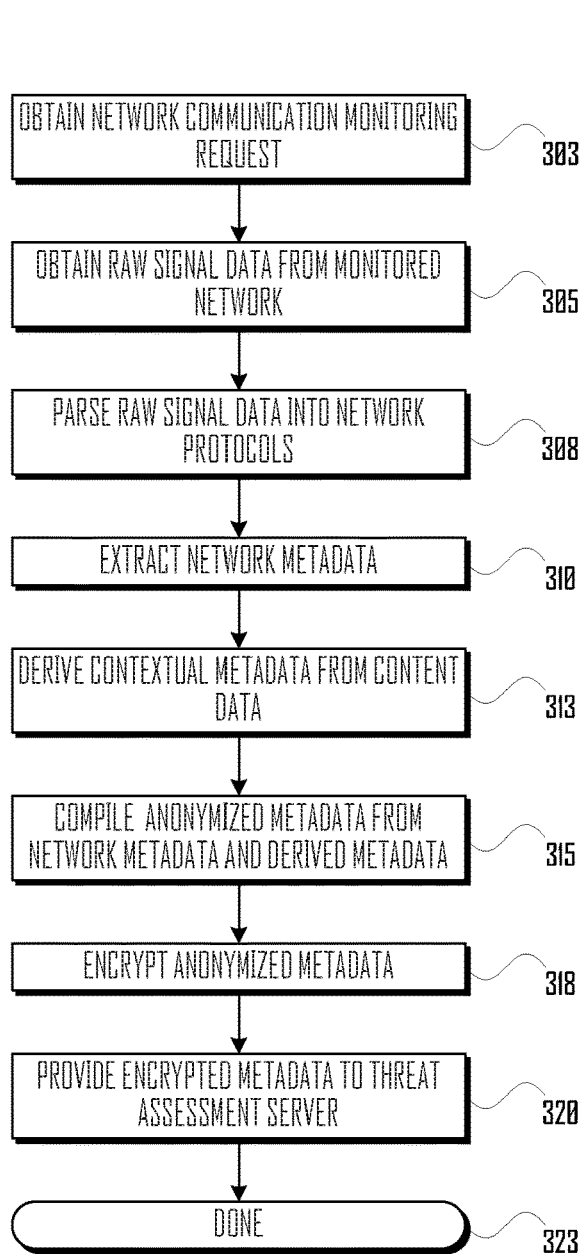 OBTAIN NETWORK COMMUNICATION MONITORING
REQUEST
303
OBTAIN RAW SIGNAL DATA FROM MONITORED
NETWORK
305
PARSE RAW SIGNAL DATA INTO NETWORK
PROTOCOLS
308
EXTRACT NETWORK METADATA
310
DERIVE CONTEXTUAL METADATA FROM CONTENT
DATA
313
COMPILE ANONYMIZED METADATA FROM
NETWORK METADATA AND DERIVED METADATA
315
ENCRYPT ANONYMIZED METADATA
318
PROVIDE ENCRYPTED METADATA TO THREAT
ASSESSMENT SERVER
320
DONE
323